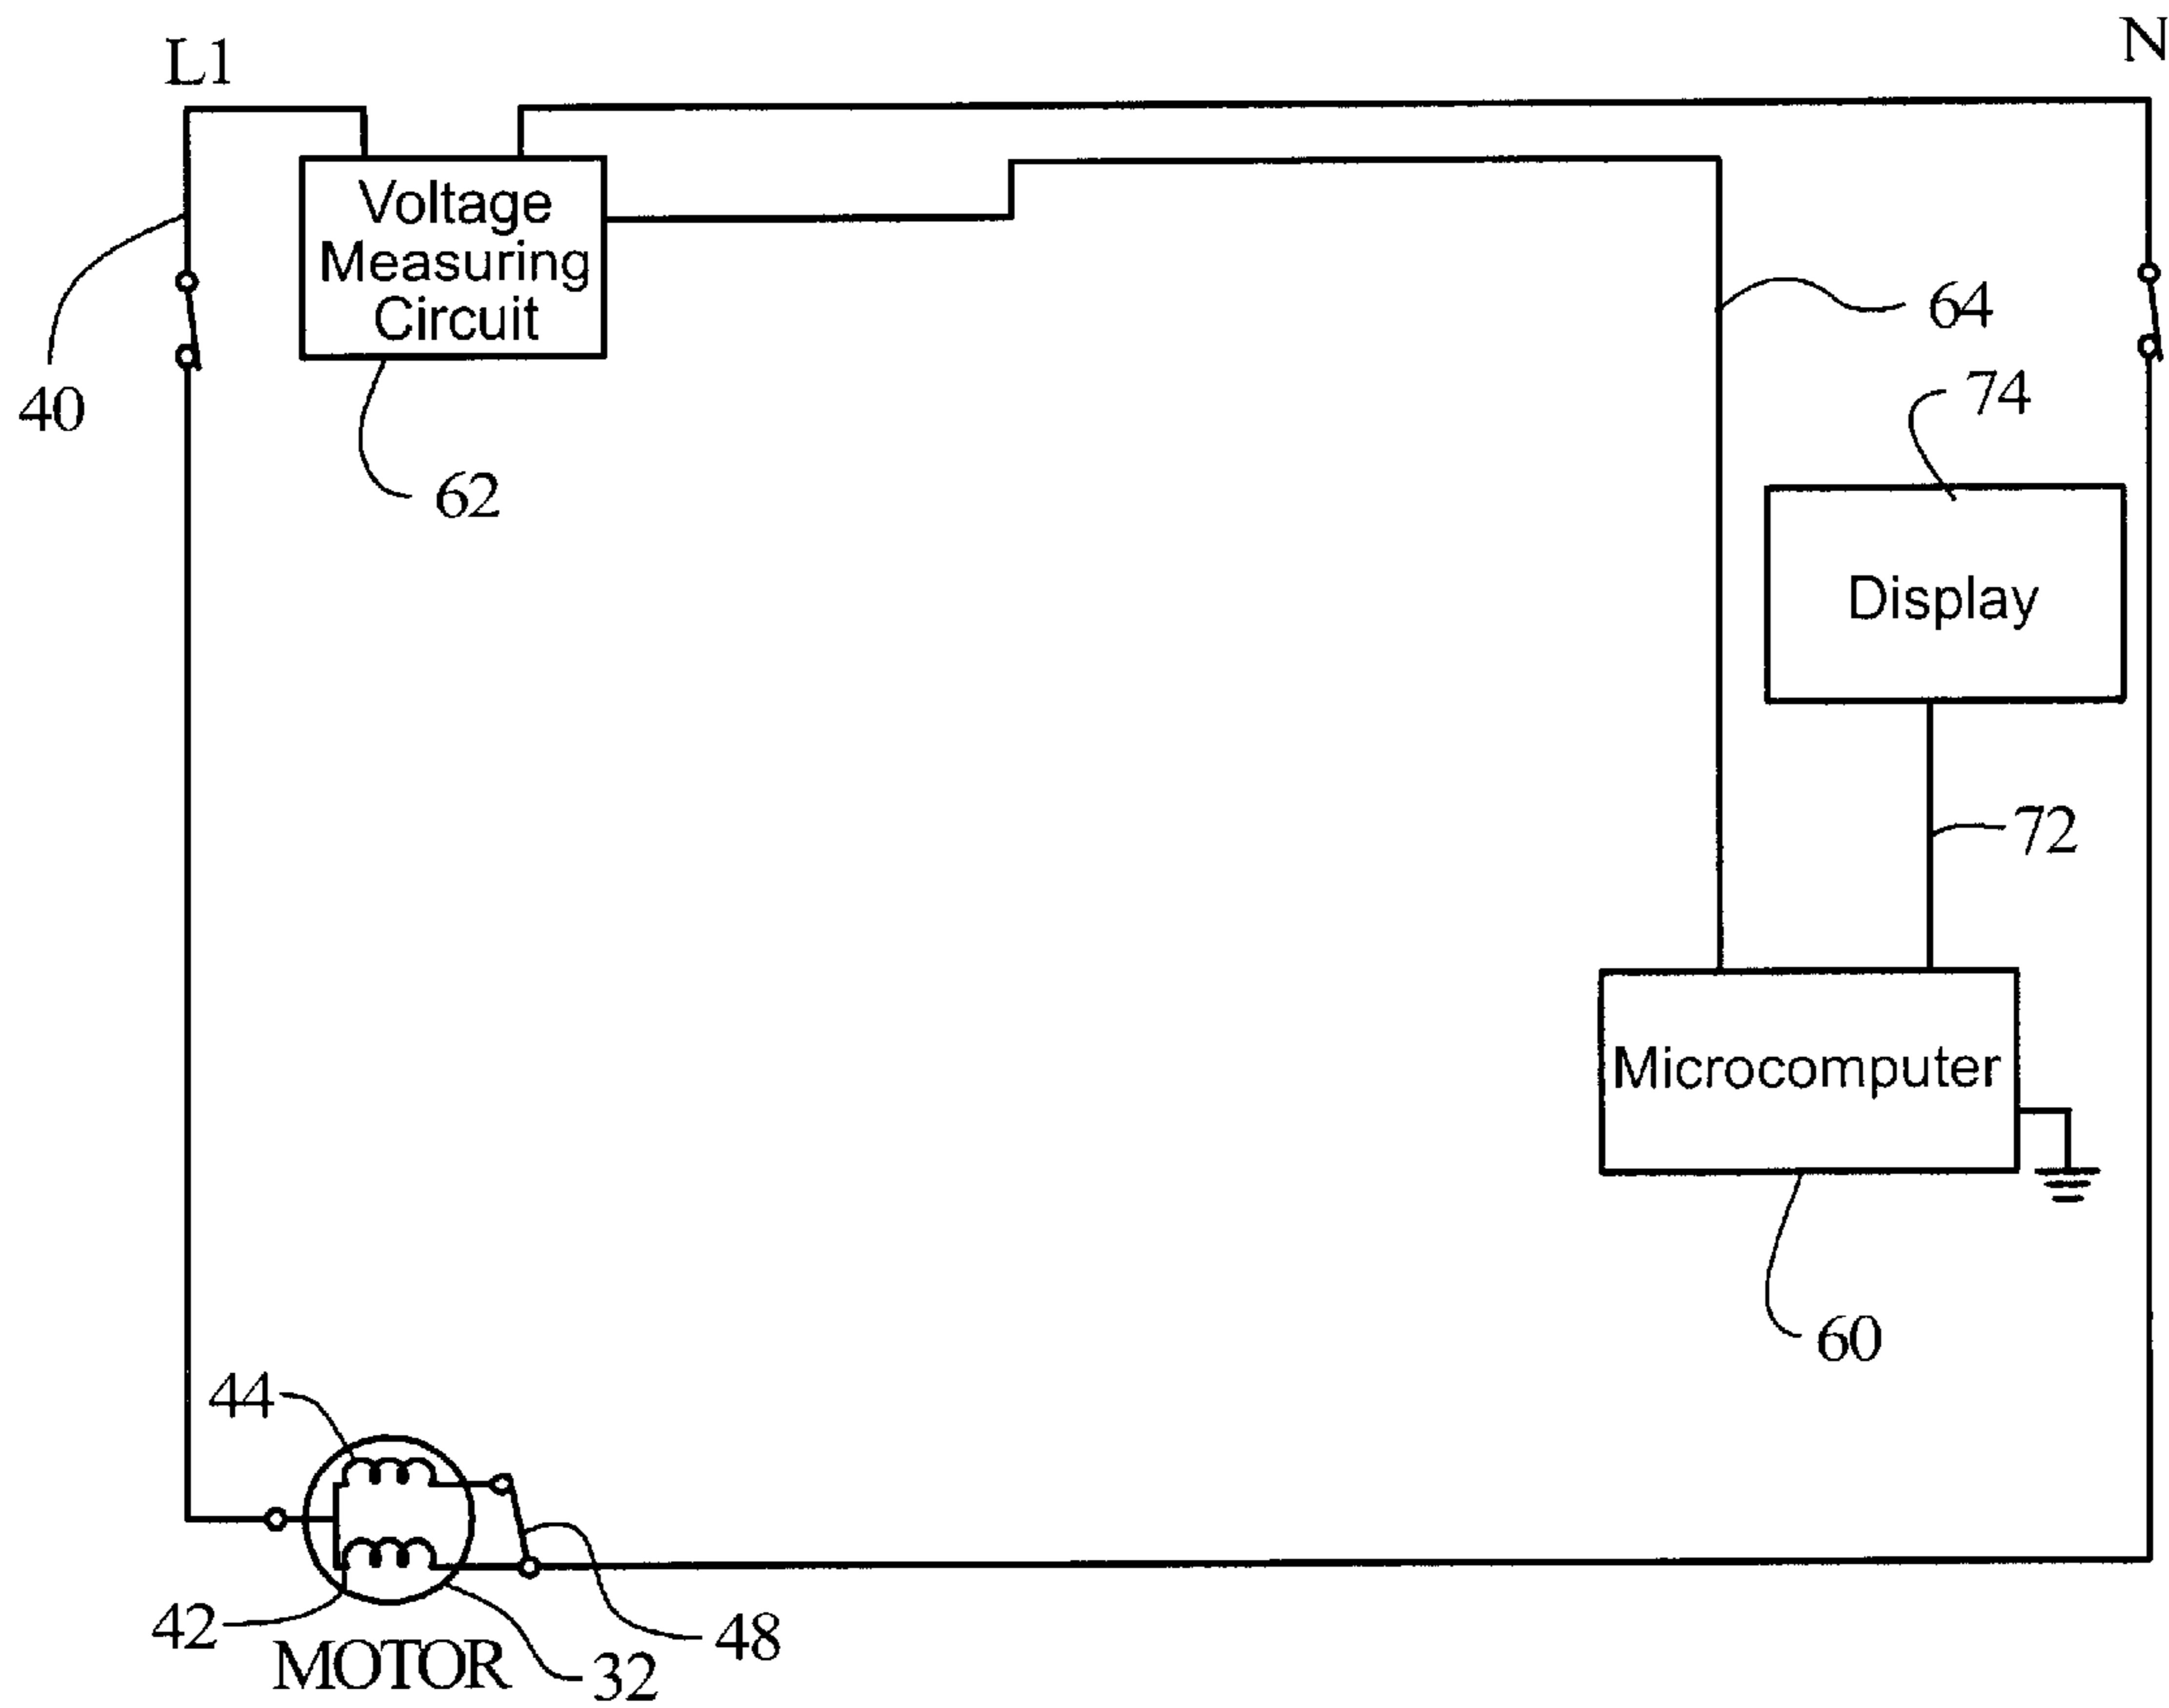 L1
N
Voltage
Measuring
Circuit
64
74
40
62
Display
72
Microcomputer
60
44
42
48
MOTOR
32